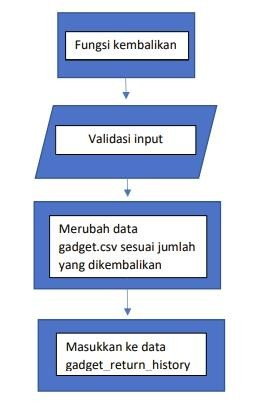 Fungsi kembalikan
Validasi input
Merubah data
gadget.csv sesuai jumlah
yang dikembalikan
Masukkan ke data
gadget_return_history